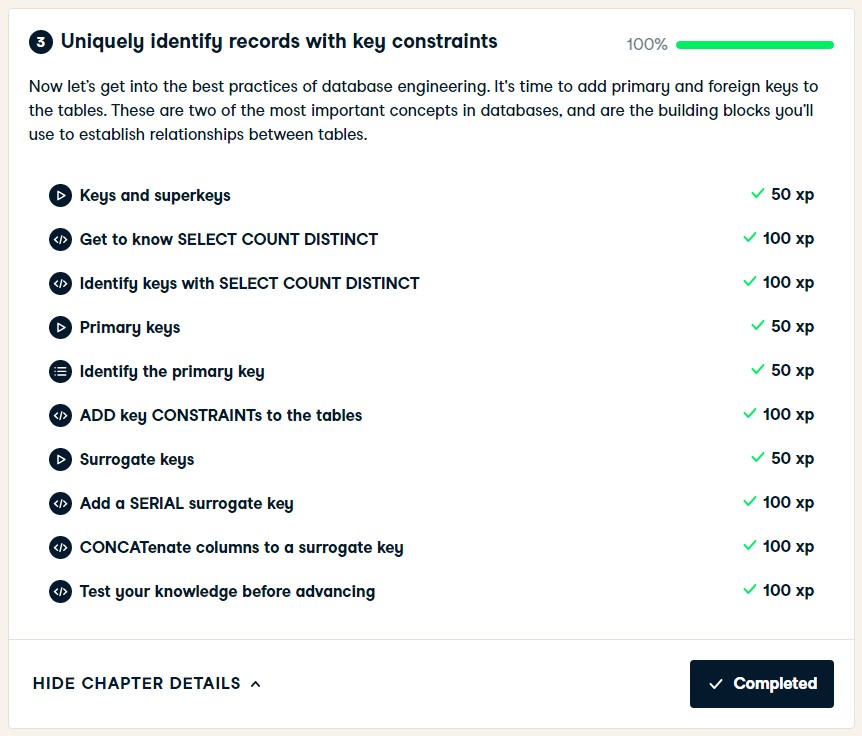 3 Uniquely identify records with key constraints 100%
Now let's get into the best practices of database engineering. It's time to add primary and foreign keys to
the tables. These are two of the most important concepts in databases, and are the building blocks you'll
use to establish relationships between tables.
Keys and superkeys 50 xp
Get to know SELECT COUNT DISTINCT 100 xp
Identify keys with SELECT COUNT DISTINCT 100 xp
Primary keys 50 xp
Identify the primary key 50 xp
ADD key CONSTRAINTs to the tables 100 xp
Surrogate keys 50 xp
Add a SERIAL surrogate key 100 xp
CONCATenate columns to a surrogate key 100 xp
Test your knowledge before advancing 100 xp
HIDE CHAPTER DETAILS Completed